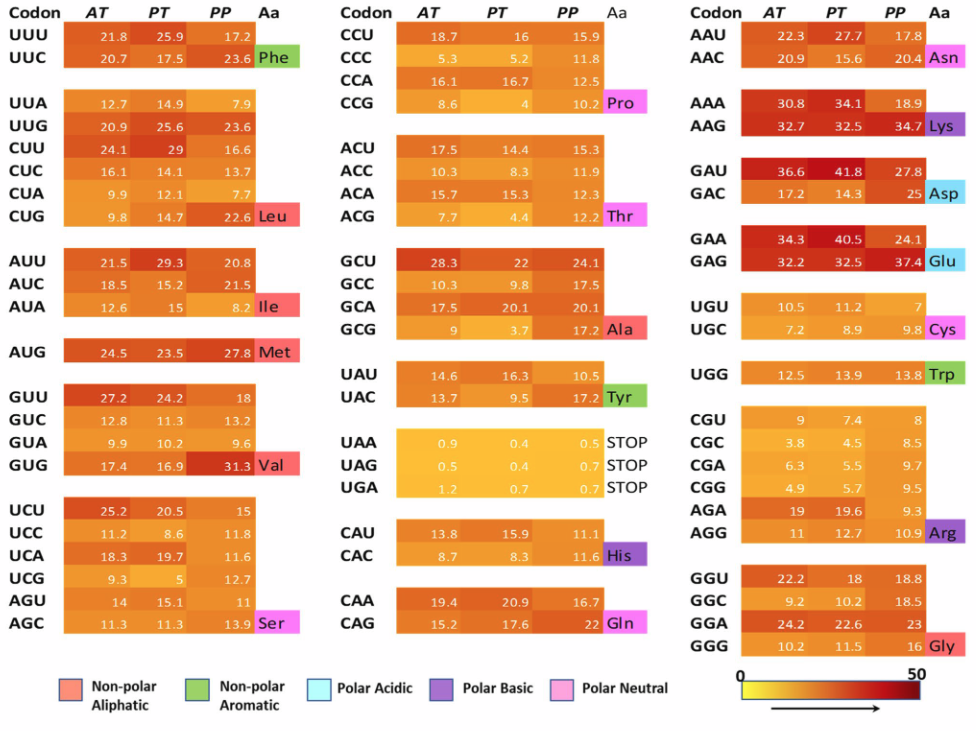 Codon AT PT PP Aa
UUU 21.8 25.9 17.2
UUC 20.7 17.5 23.6 Phe
UUA 12.7 14.9 7.9
UUG 20.9 25.6 23.6
CUU 24.1 29 16.6
CUC 16.1 14.1 13.7
CUA 9.9 12.1 7.7
CUG 9.8 14.7 22.6 Leu
AUU 21.5 29.3 20.8
AUC 18.5 15.2 21.5
AUA 12.6 15 8.2 Ile
AUG 24.5 23.5 27.8 Met
GUU 27.2 24.2 18
GUC 12.8 11.3 13.2
GUA 9.9 10.2 9.6
GUG 17.4 16.9 31.3 Val
UCU 25.2 20.5 15
UCC 11.2 8.6 11.8
UCA 18.3 19.7 11.6
UCG 9.3 5 12.7
AGU 14 15.1 11
AGC 11.3 11.3 13.9 Ser
Codon AT PT PP Aa
CCU 18.7 16 15.9
CCC 5.3 5.2 11.8
CCA 16.1 16.7 12.5
CCG 8.6 4 10.2 Pro
ACU 17.5 14.4 15.3
ACC 10.3 8.3 11.9
ACA 15.7 15.3 12.3
ACG 7.7 4.4 12.2 Thr
GCU 28.3 22 24.1
GCC 10.3 9.8 17.5
GCA 17.5 20.1 20.1
GCG 9 3.7 17.2 Ala
UAU 14.6 16.3 10.5
UAC 13.7 9.5 17.2 Tyr
UAA 0.9 0.4 0.5 STOP
UAG 0.5 0.4 0.7 STOP
UGA 1.2 0.7 0.7 STOP
CAU 13.8 15.9 11.1
CAC 8.7 8.3 11.6 His
CAA 19.4 20.9 16.7
CAG 15.2 17.6 22 Gln
Codon AT PT PP Aa
AAU 22.3 27.7 17.8
AAC 20.9 15.6 20.4 Asn
AAA 30.8 34.1 18.9
AAG 32.7 32.5 34.7 Lys
GAU 36.6 41.8 27.8
GAC 17.2 14.3 25 Asp
GAA 34.3 40.5 24.1
GAG 32.2 32.5 37.4 Glu
UGU 10.5 11.2 7
UGC 7.2 8.9 9.8 Cys
UGG 12.5 13.9 13.8 Trp
CGU 9 7.4 8
CGC 3.8 4.5 8.5
CGA 6.3 5.5 9.7
CGG 4.9 5.7 9.5
AGA 19 19.6 9.3
AGG 11 12.7 10.9 Arg
GGU 22.2 18 18.8
GGC 9.2 10.2 18.5
GGA 24.2 22.6 23
GGG 10.2 11.5 16 Gly
Non-polar
Aliphatic
Non-polar
Aromatic
Polar Acidic
Polar Basic
Polar Neutral
0 50